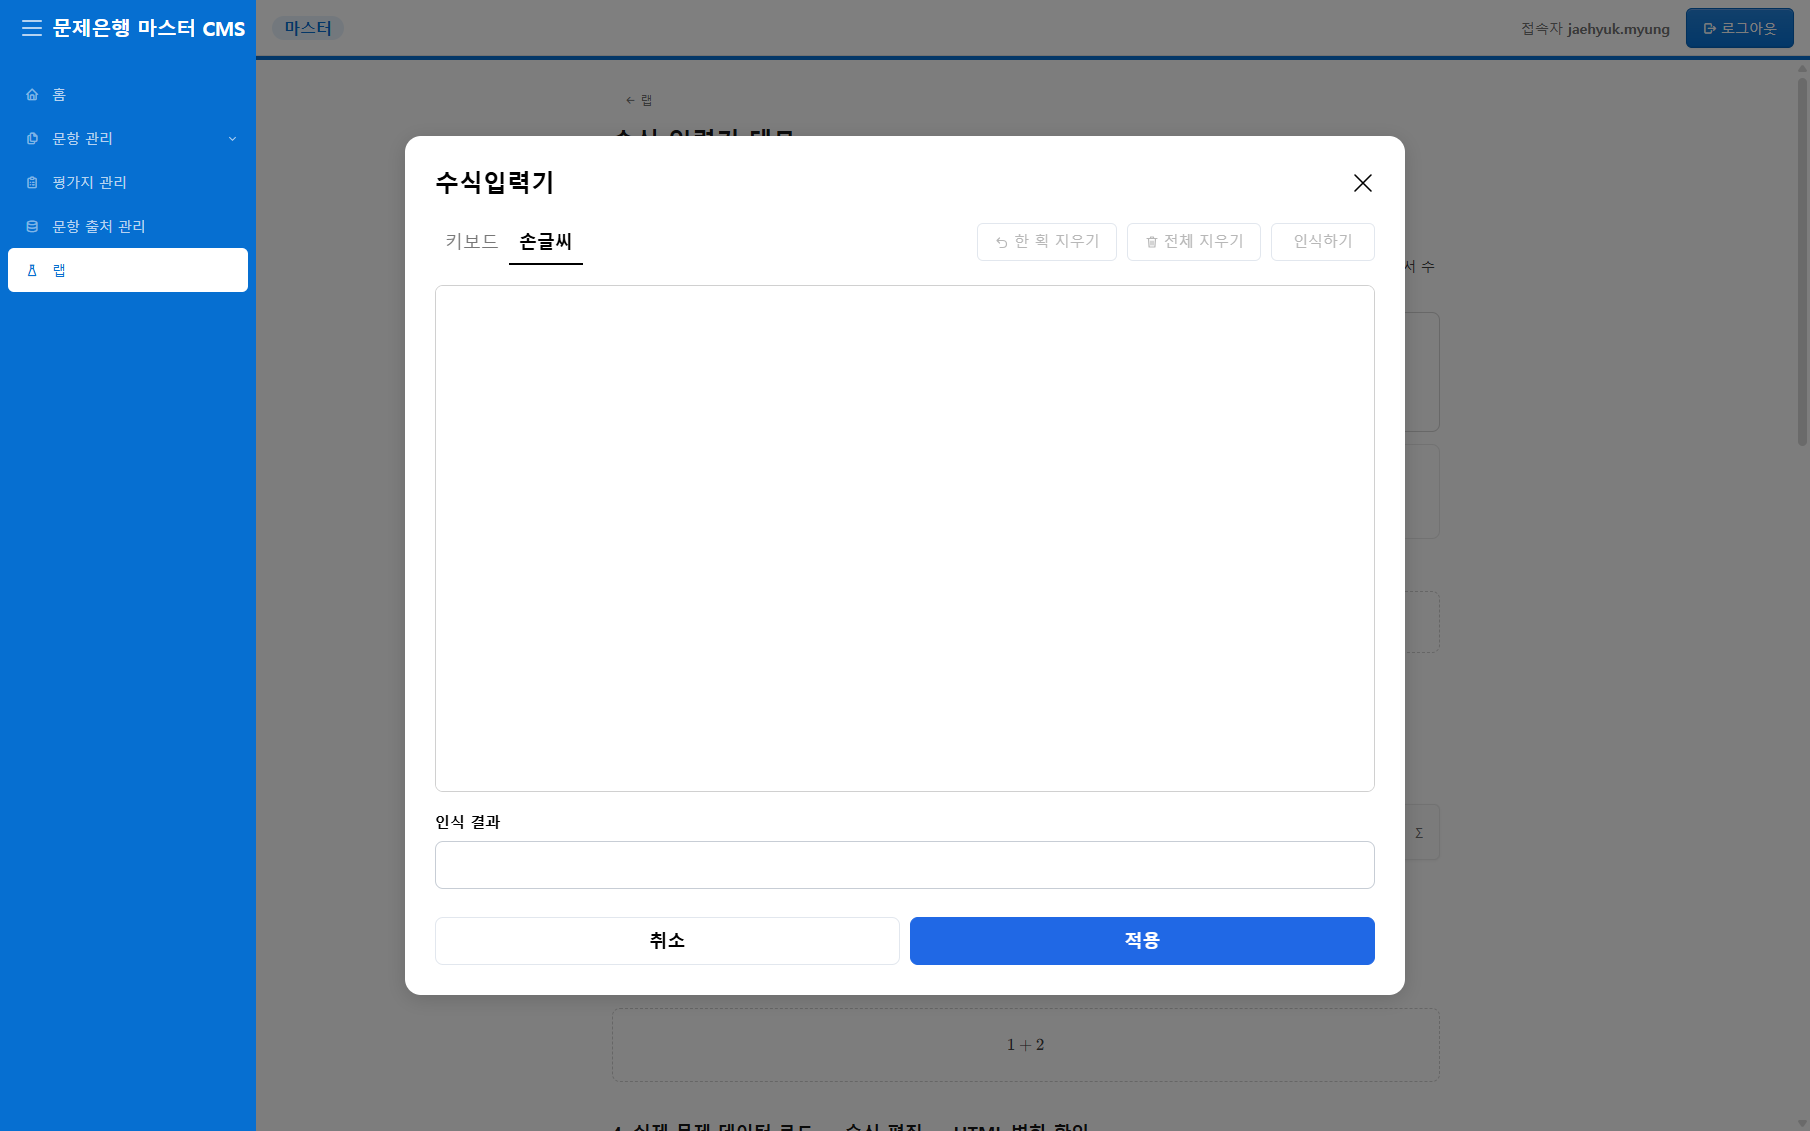 문제은행 마스터 CMS
마스터
접속자 jaehyuk.myung
로그아웃
홈
문항 관리
평가지 관리
문항 출처 관리
랩
← 랩
수식입력기
키보드
손글씨
한 획 지우기
전체 지우기
인식하기
서 수
인식 결과
Σ
취소
적용
1 + 2